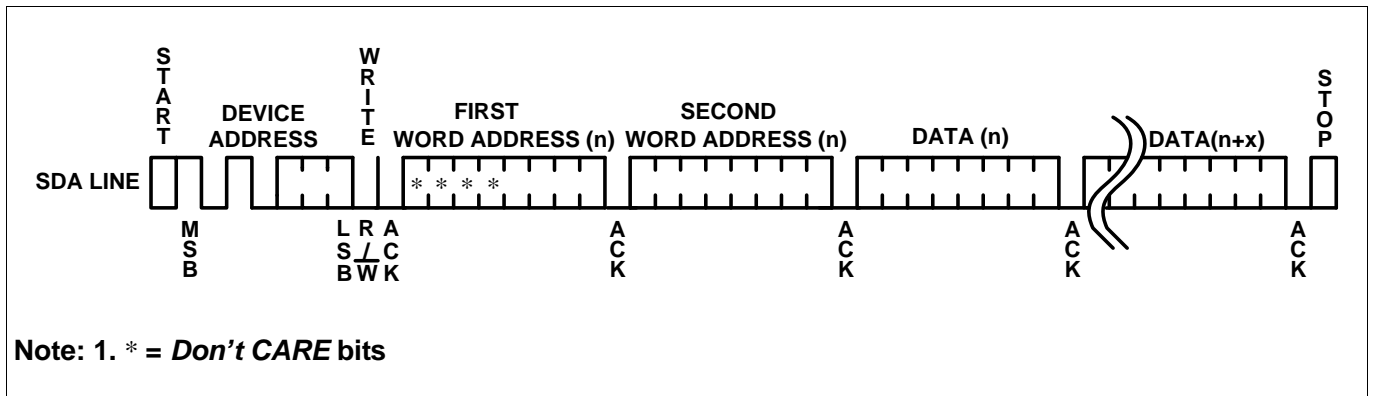 START
WRITE
STOP
DEVICE
ADDRESS
FIRST
WORD ADDRESS (n)
SECOND
WORD ADDRESS (n)
DATA (n)
DATA(n+x)
SDA LINE
* * * *
MSB
LSB
R/W
ACK
ACK
ACK
ACK
ACK
Note: 1. * = Don't CARE bits